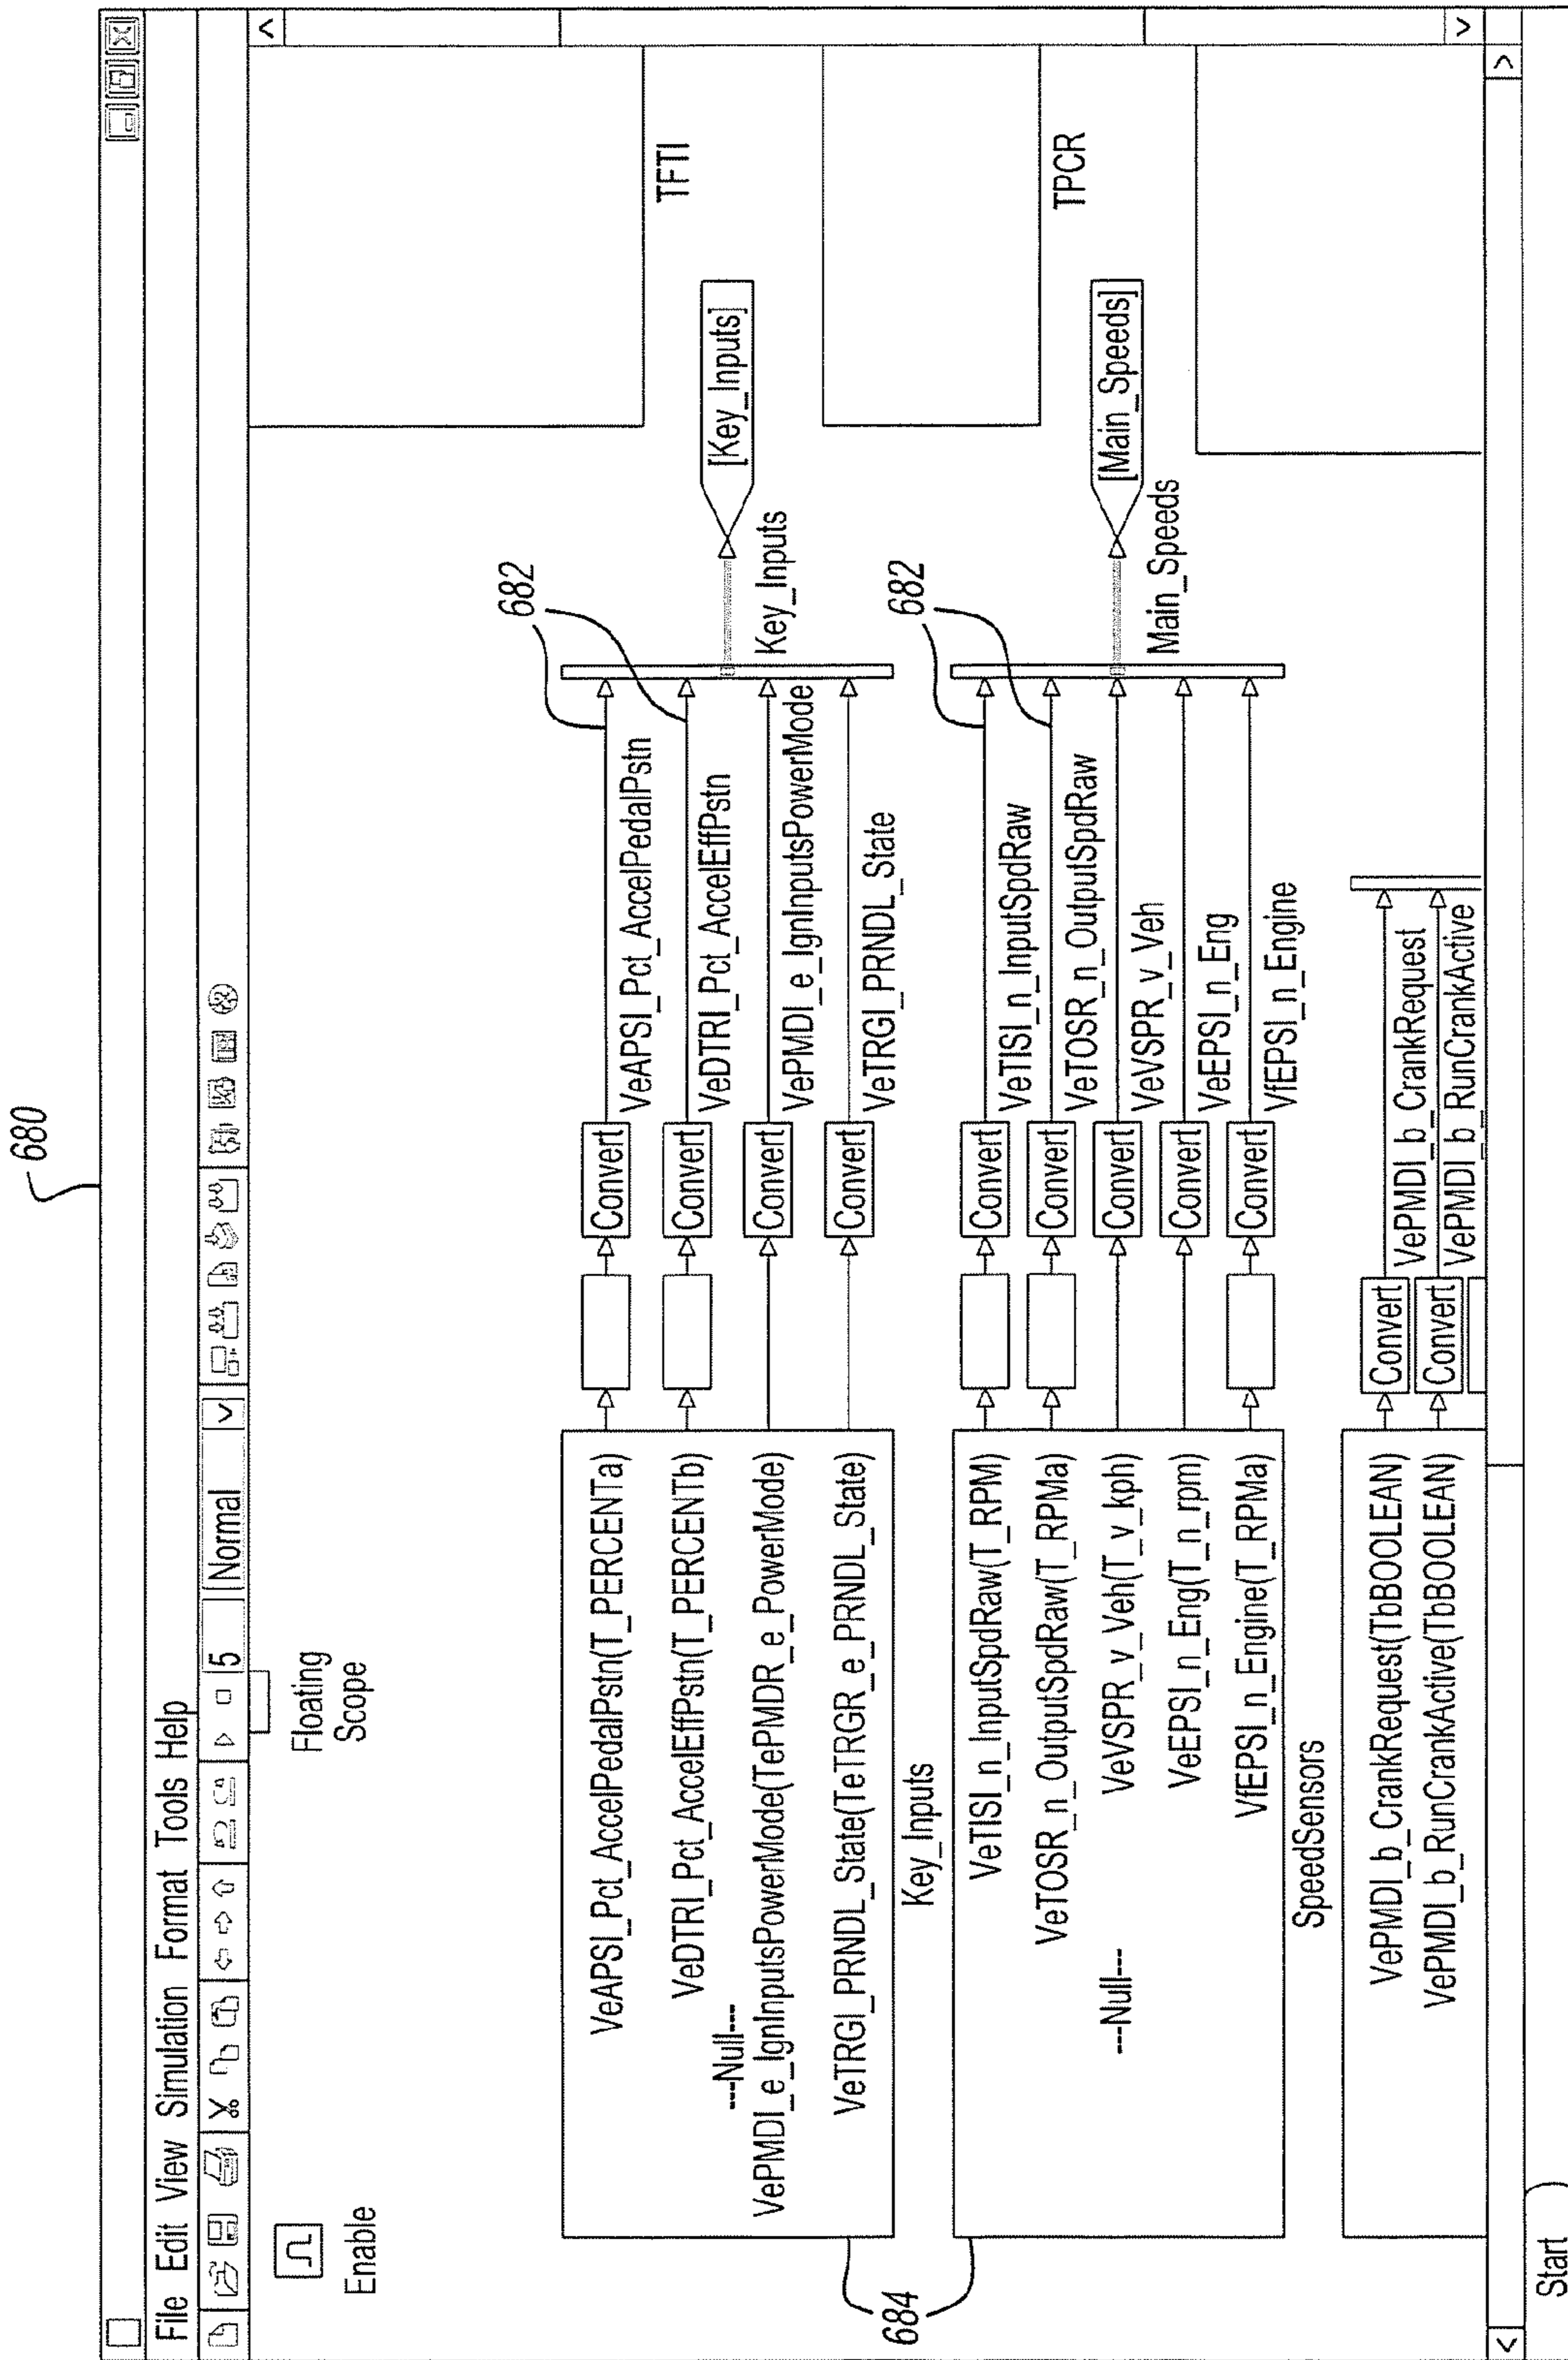 680
File Edit View Simulation Format Tools Help
5 Normal
Enable
Floating
Scope
VeAPSI_Pct_AccelPedalPstn(T_PERCENTa)
VeDTRI_Pct_AccelEffPstn(T_PERCENTb)
---Null---
VePMDI_e_IgnInputsPowerMode(TePMDR_e_PowerMode)
VeTRGI_PRNDL_State(TeTRGR_e_PRNDL_State)
Key_Inputs
Convert
Convert
Convert
Convert
VeAPSI_Pct_AccelPedalPstn
VeDTRI_Pct_AccelEffPstn
VePMDI_e_IgnInputsPowerMode
VeTRGI_PRNDL_State
682
Key_Inputs
[Key_Inputs]
TFTI
684
VeTISI_n_InputSpdRaw(T_RPM)
VeTOSR_n_OutputSpdRaw(T_RPMa)
---Null---
VeVSPR_v_Veh(T_v_kph)
VeEPSI_n_Eng(T_n_rpm)
VfEPSI_n_Engine(T_RPMa)
SpeedSensors
Convert
Convert
Convert
Convert
Convert
VeTISI_n_InputSpdRaw
VeTOSR_n_OutputSpdRaw
VeVSPR_v_Veh
VeEPSI_n_Eng
VfEPSI_n_Engine
682
Main_Speeds
[Main_Speeds]
TPCR
VePMDI_b_CrankRequest(TbBOOLEAN)
VePMDI_b_RunCrankActive(TbBOOLEAN)
Convert
Convert
VePMDI_b_CrankRequest
VePMDI_b_RunCrankActive
Start